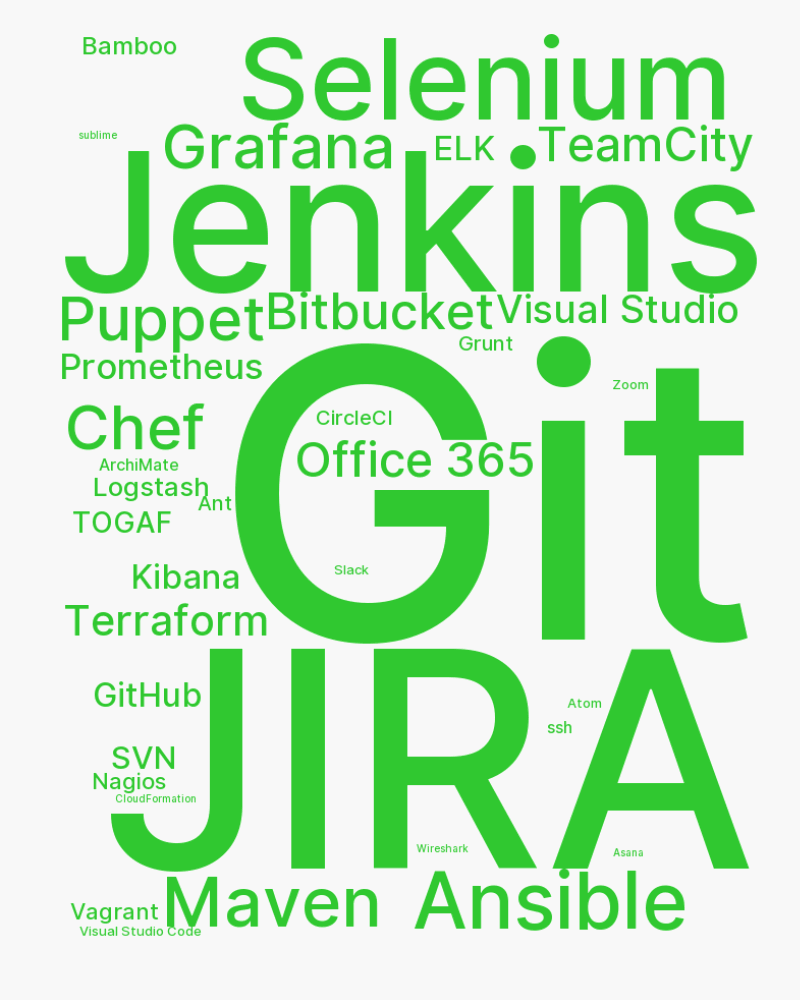 Bamboo
Selenium
sublime
Grafana
ELK
TeamCity
Jenkins
Puppet
Bitbucket
Visual Studio
Grunt
Prometheus
Git
Zoom
Chef
CircleCI
Office 365
ArchiMate
Logstash
Ant
TOGAF
Slack
Kibana
Terraform
JIRA
GitHub
Atom
ssh
SVN
Nagios
CloudFormation
Wireshark
Asana
Maven
Ansible
Vagrant
Visual Studio Code